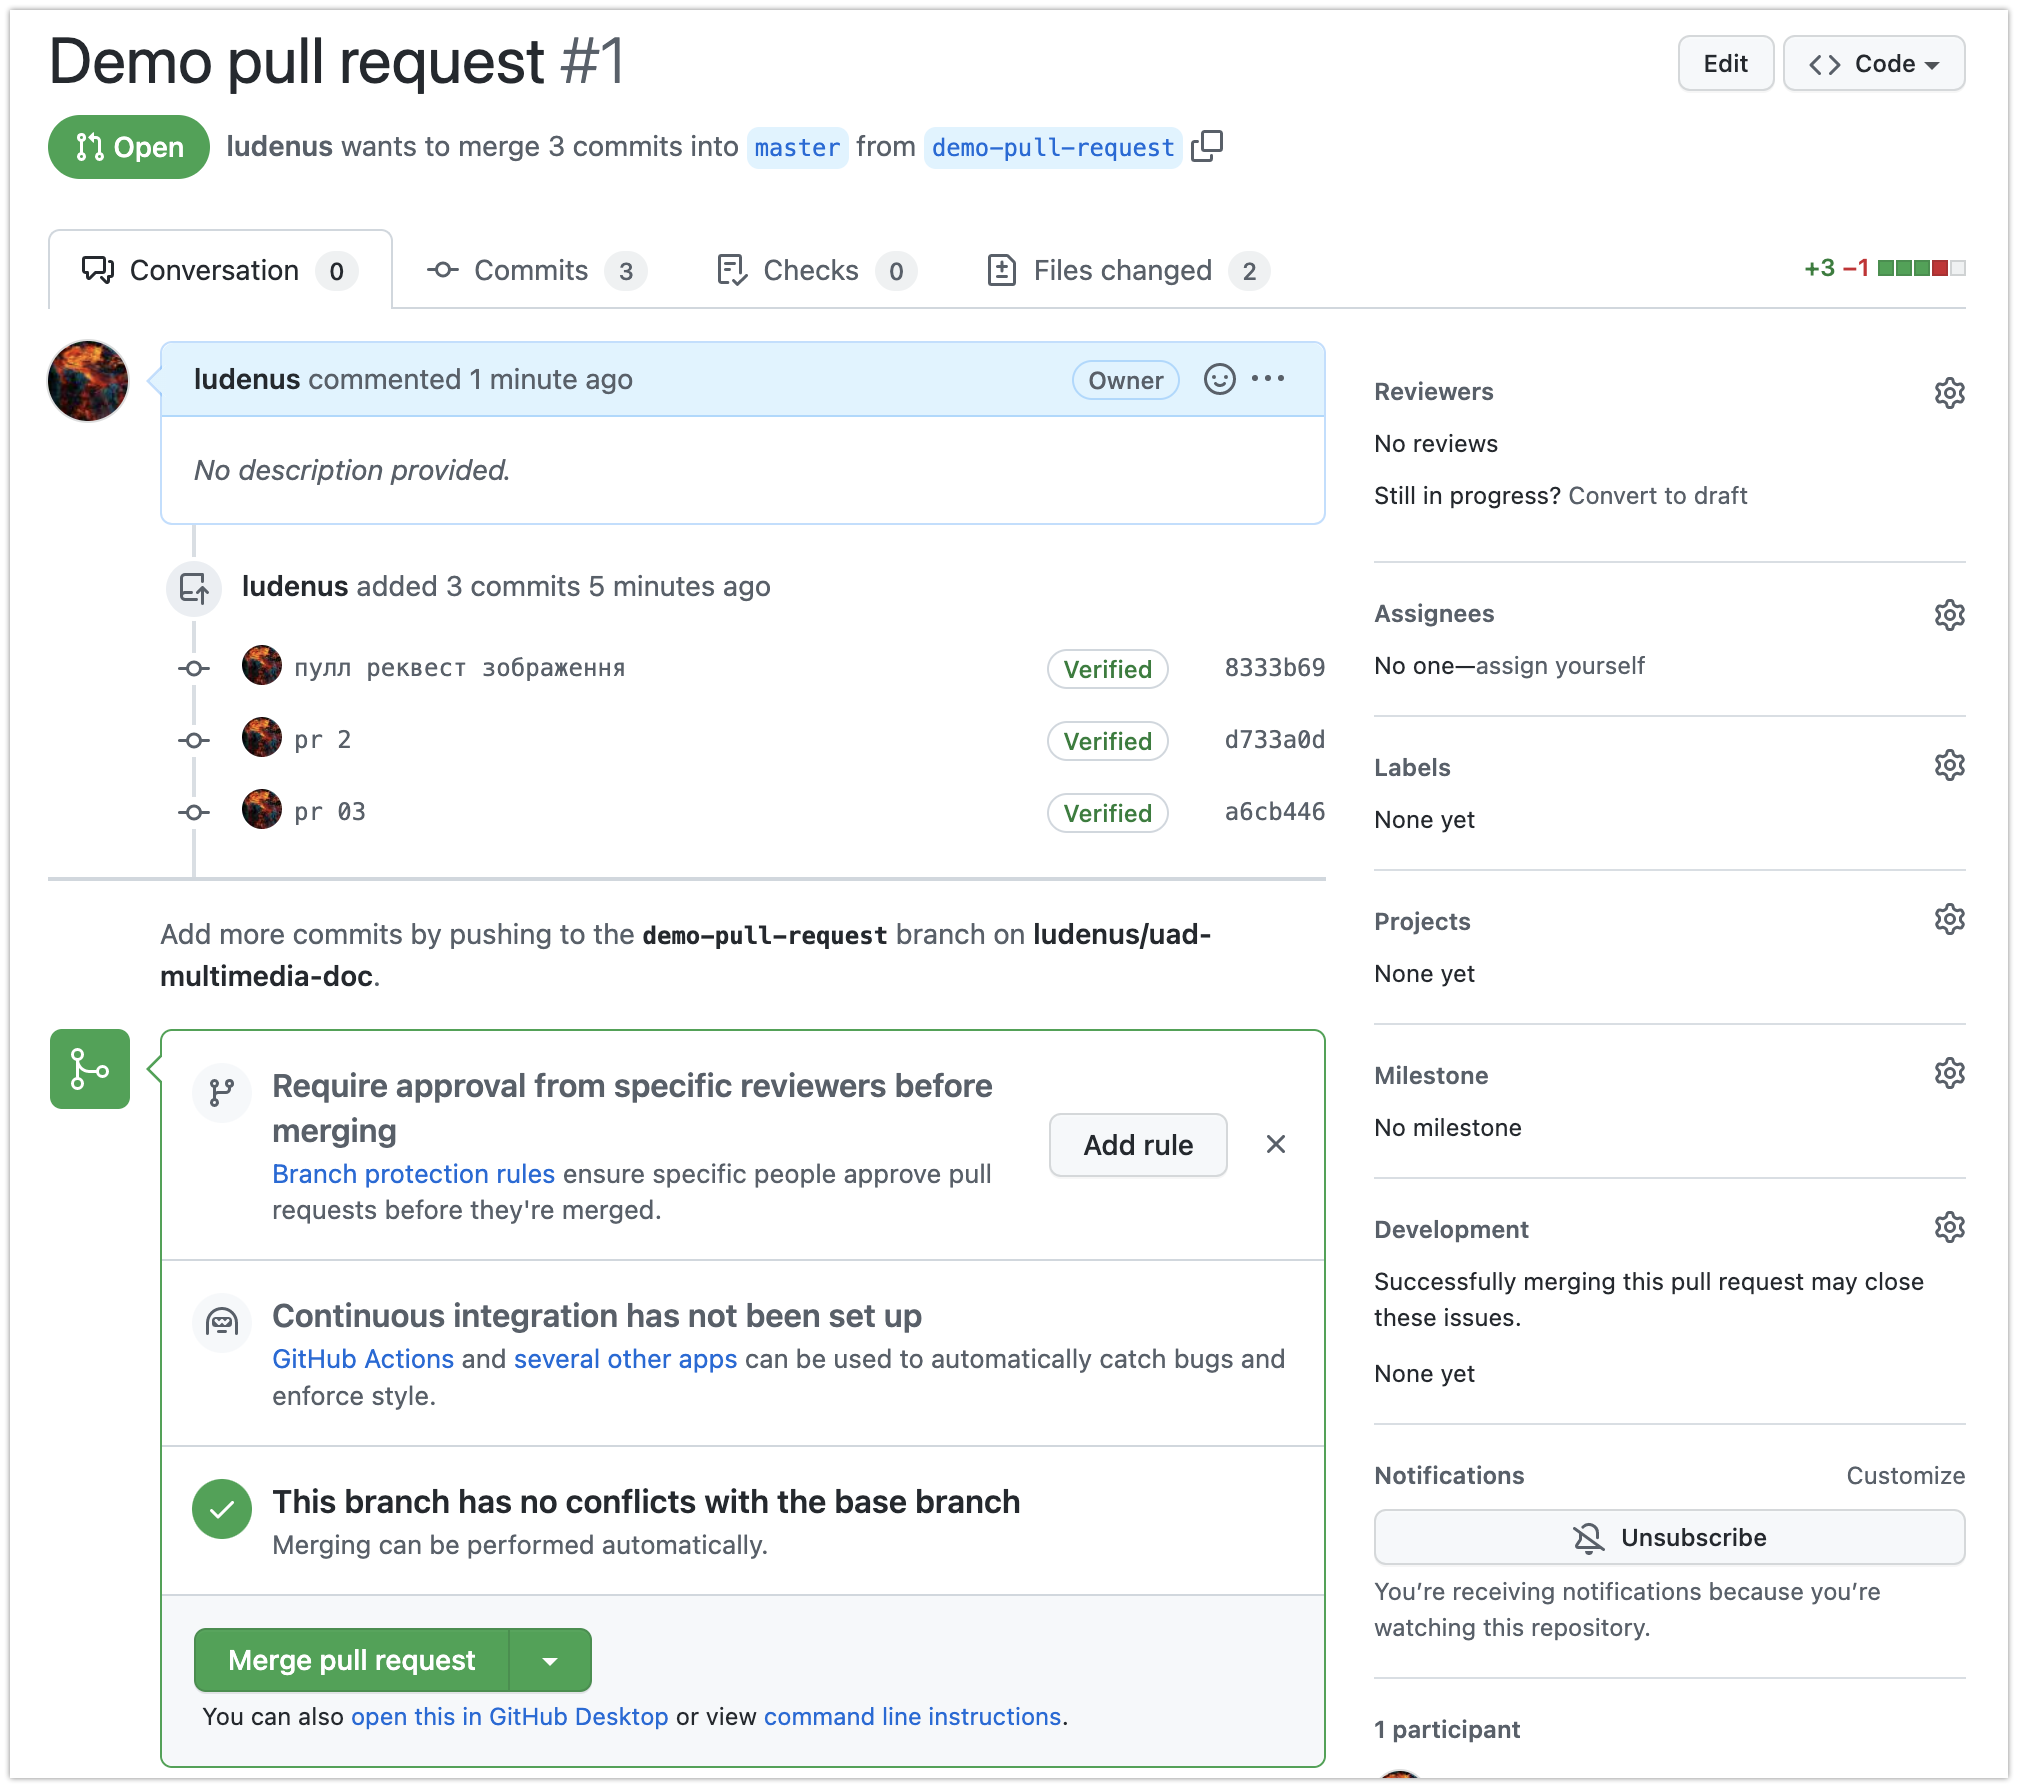 Demo pull request #1
Edit
Code
Open
ludenus wants to merge 3 commits into master from demo-pull-request
Conversation 0
Commits 3
Checks 0
Files changed 2
+3 −1
ludenus commented 1 minute ago
Owner
No description provided.
ludenus added 3 commits 5 minutes ago
пулл реквест зображення Verified 8333b69
pr 2 Verified d733a0d
pr 03 Verified a6cb446
Add more commits by pushing to the demo-pull-request branch on ludenus/uad-
multimedia-doc.
Require approval from specific reviewers before
merging
Branch protection rules ensure specific people approve pull
requests before they're merged.
Add rule
Continuous integration has not been set up
GitHub Actions and several other apps can be used to automatically catch bugs and
enforce style.
This branch has no conflicts with the base branch
Merging can be performed automatically.
Merge pull request
You can also open this in GitHub Desktop or view command line instructions.
Reviewers
No reviews
Still in progress? Convert to draft
Assignees
No one—assign yourself
Labels
None yet
Projects
None yet
Milestone
No milestone
Development
Successfully merging this pull request may close
these issues.
None yet
Notifications
Customize
Unsubscribe
You’re receiving notifications because you’re
watching this repository.
1 participant